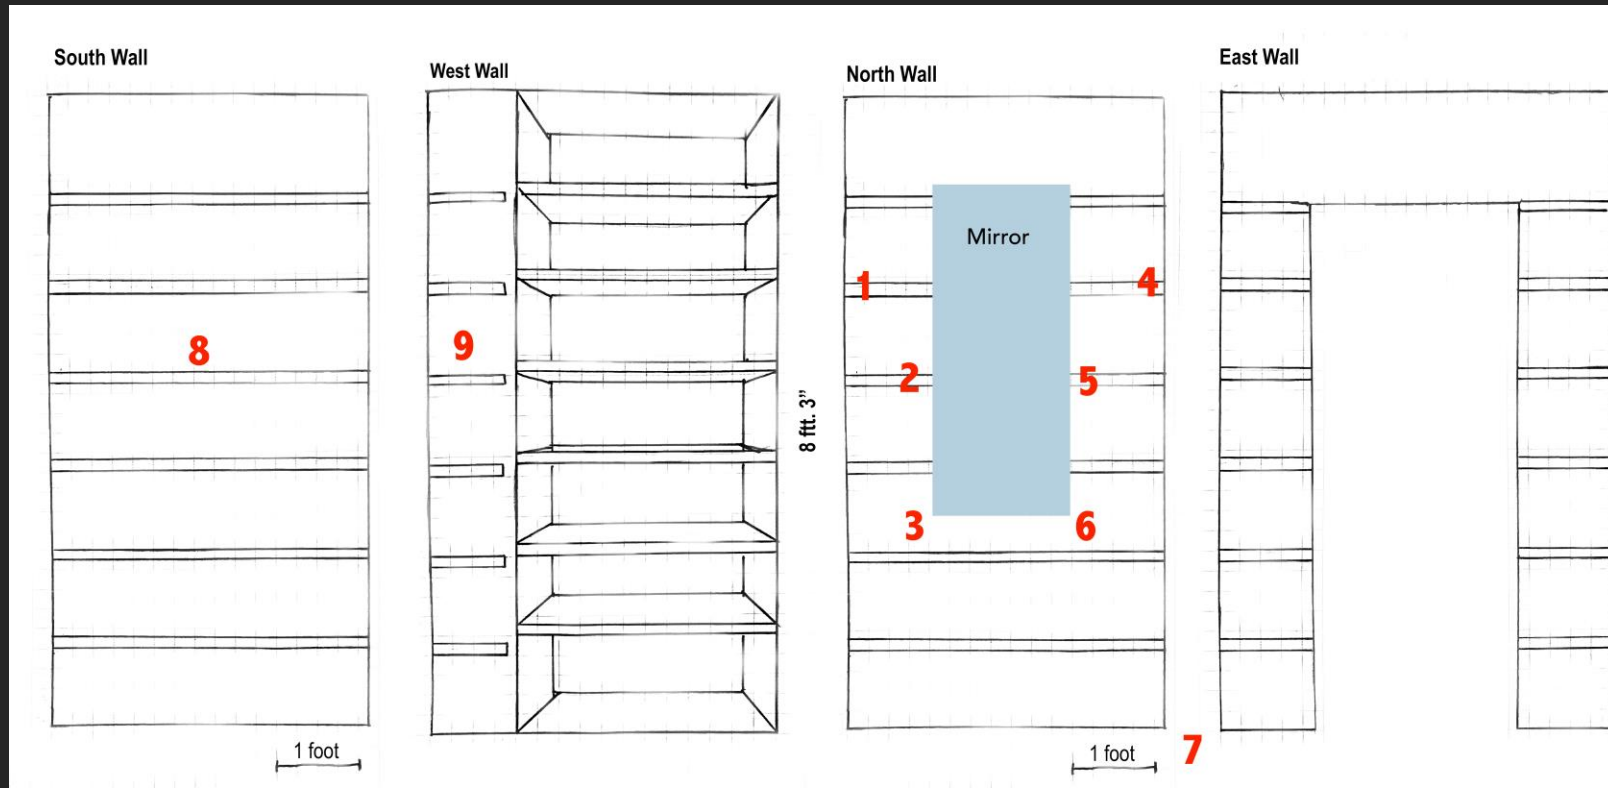 South Wall
West Wall
North Wall
East Wall
Mirror
1
4
8
9
2
5
8 ftt. 3”
3
6
1 foot
1 foot
7